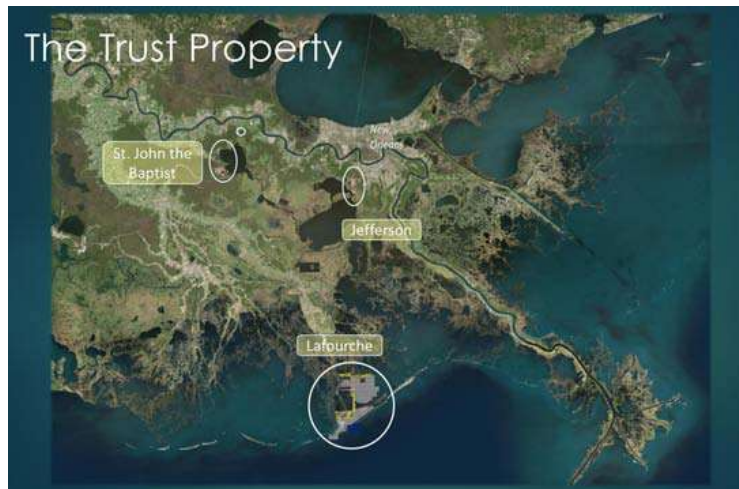 The Trust Property
New
Orleans
St. John the
Baptist
Jefferson
Lafourche